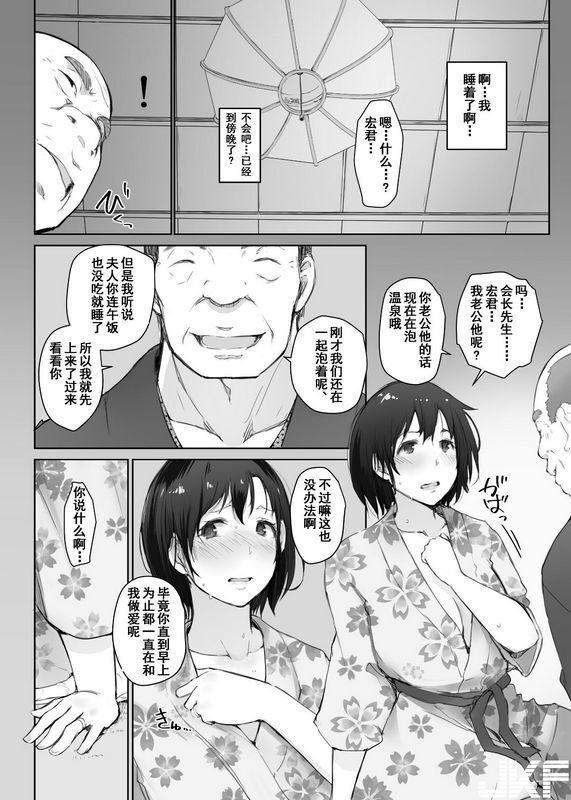 啊…我
睡着了啊…
嗯…什么…?
宏君…
不会吧…已经
到傍晚了?
!
びくっ
吗…
会长先生……
宏君…
我老公他呢?
你老公他的话
现在在泡
温泉哦
刚才我们还在
一起泡着呢、
但是我听说
夫人你连午饭
也没吃就睡了
所以我就先
上来了过来
看看你
がばっ
不过嘛这也
没办法啊
毕竟你直到早上
为止都一直在和
我做爱呢
きゅっ…
你说什么啊…
JKF